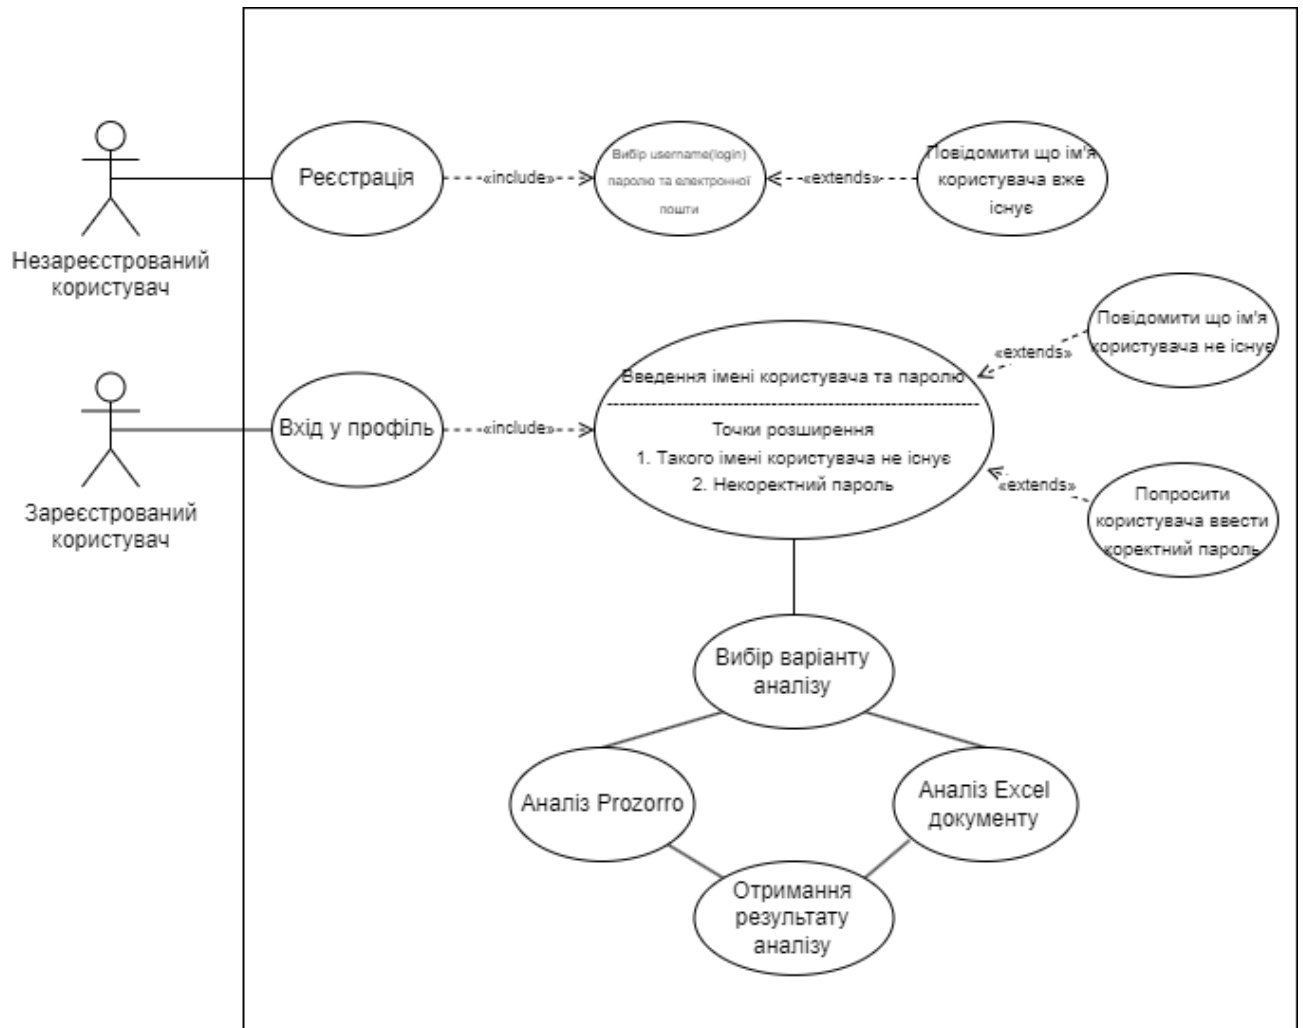 Незареєстрований
користувач
Реєстрація
«include»
Вибір username(login)
паролю та електронної
пошти
«extends»
Повідомити що ім'я
користувача вже
існує
Зареєстрований
користувач
Вхід у профіль
«include»
Введення імені користувача та паролю
Точки розширення
1. Такого імені користувача не існує
2. Некоректний пароль
«extends»
Повідомити що ім'я
користувача не існує
«extends»
Попросити
користувача ввести
коректний пароль
Вибір варіанту
аналізу
Аналіз Prozorro
Аналіз Excel
документу
Отримання
результату
аналізу